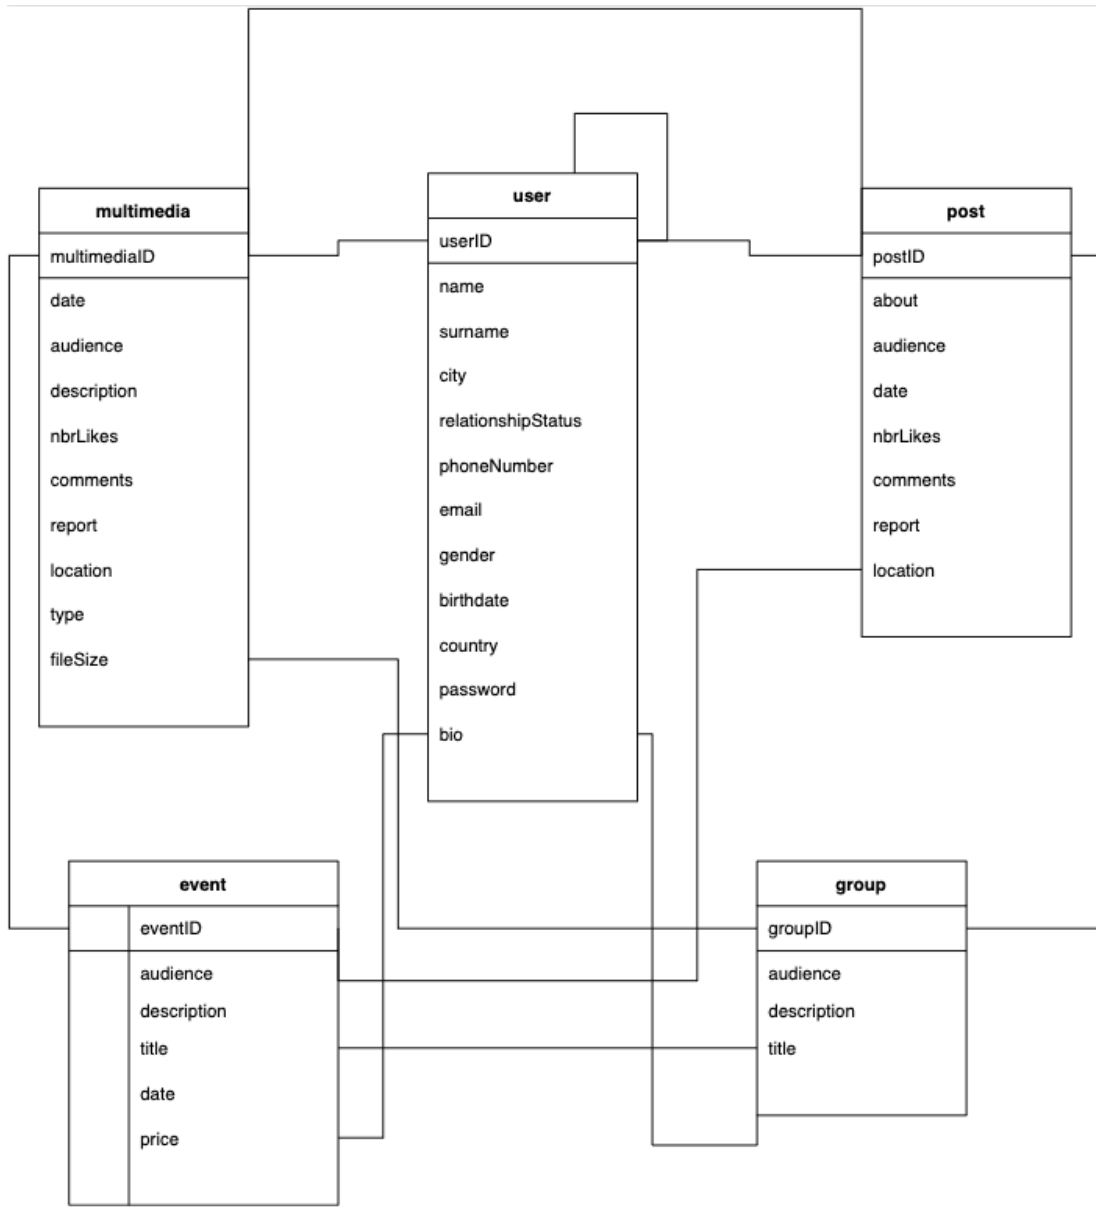 multimedia
multimediaID
date
audience
description
nbrLikes
comments
report
location
type
fileSize
user
userID
name
surname
city
relationshipStatus
phoneNumber
email
gender
birthdate
country
password
bio
post
postID
about
audience
date
nbrLikes
comments
report
location
event
eventID
audience
description
title
date
price
group
groupID
audience
description
title